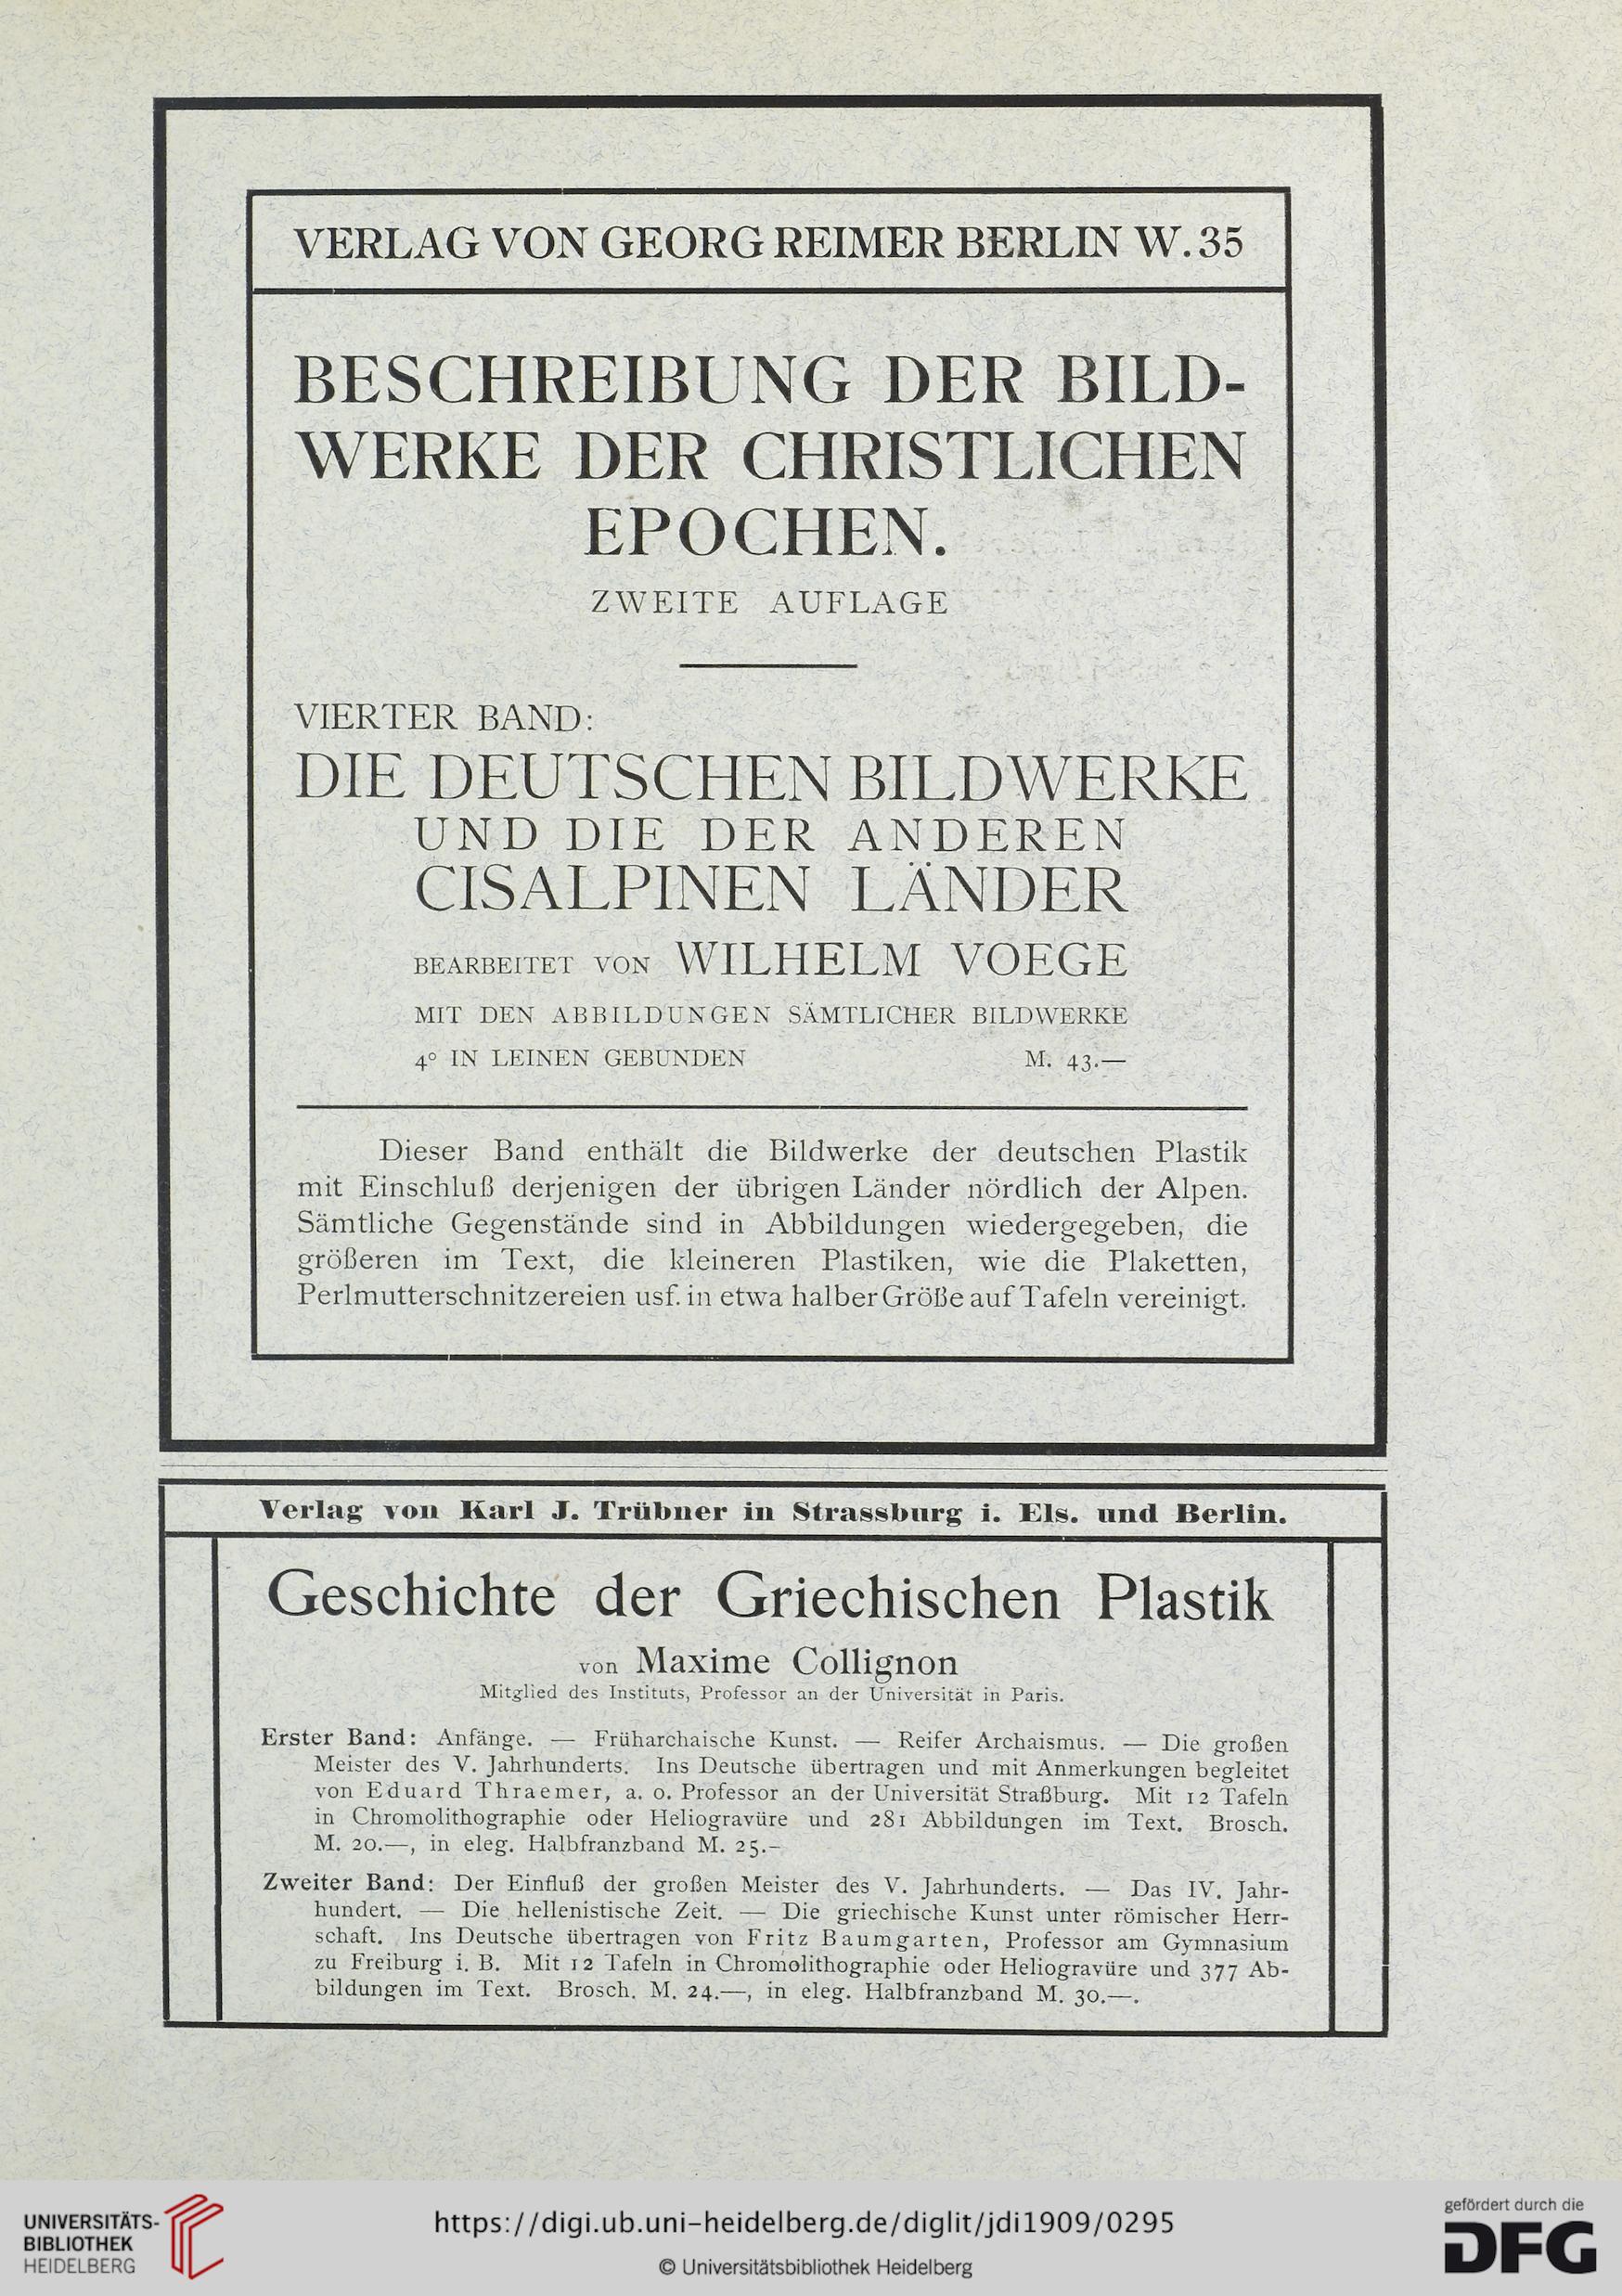 VERLAG VON GEORG REIMER BERLIN W.35
BESCHREIBUNG DER BILD-
WERKE DER CHRISTLICHEN
EPOCHEN.
ZWEITE AUFLAGE
VIERTER BAND:
DIE DEUTSCHEN BILDWERKE
UND DIE DER ANDEREN
CISALPINEN LÄNDER
BEARBEITET VON WILHELM VOEGE
MIT DEN ABBILDUNGEN SÄMTLICHER BILDWERKE
4° IN LEINEN GEBUNDEN M. 43.—
Dieser Band enthält die Bildwerke der deutschen Plastik
mit Einschluß derjenigen der übrigen Länder nördlich der Alpen.
Sämtliche Gegenstände sind in Abbildungen wiedergegeben, die
größeren im Text, die kleineren Plastiken, wie die Plaketten,
Perlmutterschnitzereien usf. in etwa halber Größe auf Tafeln vereinigt.
Verlag von Karl J. Trübner in Strassburg i. Els. und Berlin.
Geschichte der Griechischen Plastik
von Maxime Collignon
Mitglied des Instituts, Professor an der Universität in Paris.
Erster Band: Anfänge. — Früharchaische Kunst. — Reifer Archaismus. — Die großen
Meister des V. Jahrhunderts. Ins Deutsche übertragen und mit Anmerkungen begleitet
von Eduard Thraemer, a. o. Professor an der Universität Straßburg. Mit 12 Tafeln
in Chromolithographie oder Heliogravüre und 281 Abbildungen im Text. Brosch.
M. 20.—, in eleg. Halbfranzband M. 25.–
Zweiter Band: Der Einfluß der großen Meister des V. Jahrhunderts. — Das IV. Jahr-
hundert. — Die hellenistische Zeit. — Die griechische Kunst unter römischer Herr-
schaft. Ins Deutsche übertragen von Fritz Baumgarten, Professor am Gymnasium
zu Freiburg i. B. Mit 12 Tafeln in Chromolithographie oder Heliogravüre und 377 Ab-
bildungen im Text. Brosch. M. 24.—, in eleg. Halbfranzband M. 30.—.
UNIVERSITÄTS-
BIBLIOTHEK
HEIDELBERG
https://digi.ub.uni-heidelberg.de/diglit/jdi1909/0295
© Universitätsbibliothek Heidelberg
gefördert durch die
DFG